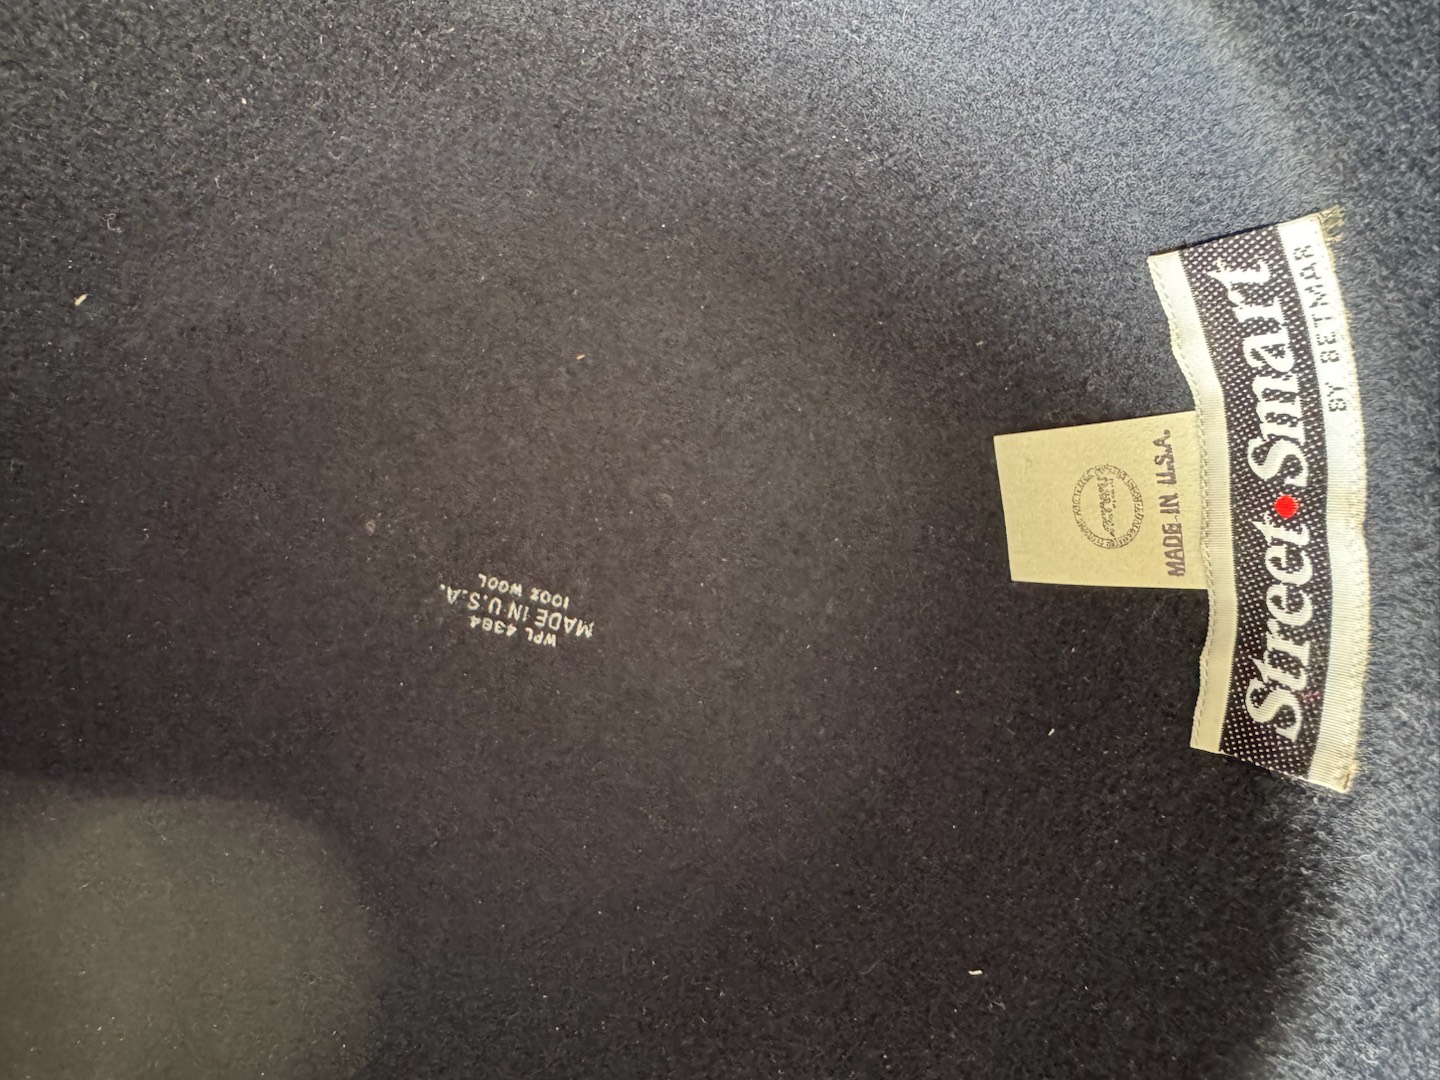 Street•Smart
BY BETMAR
MADE IN U.S.A.
WPL 4384
MADE IN U.S.A.
100% WOOL